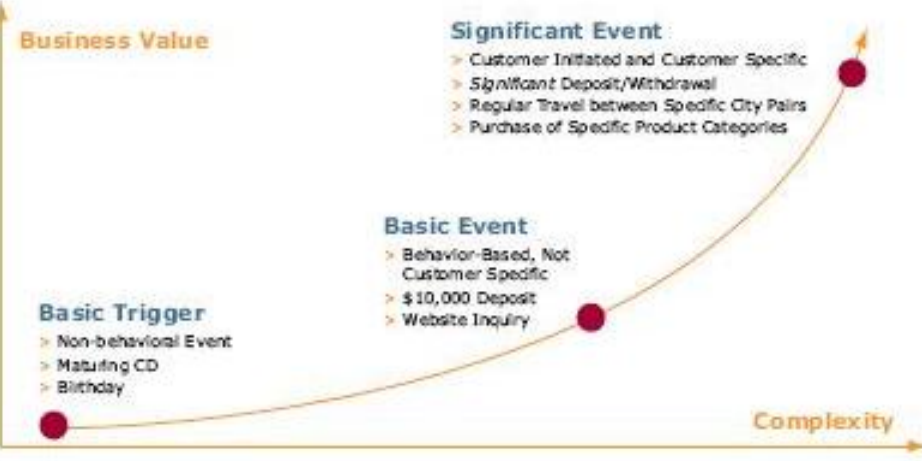 Business Value
Significant Event
> Customer Initiated and Customer Specific
> Significant Deposit/Withdrawal
> Regular Travel between Specific City Pairs
> Purchase of Specific Product Categories
Basic Event
> Behavior-Based, Not
Customer Specific
> $10,000 Deposit
> Website Inquiry
Basic Trigger
> Non-behavioral Event
> Maturing CD
> Birthday
Complexity